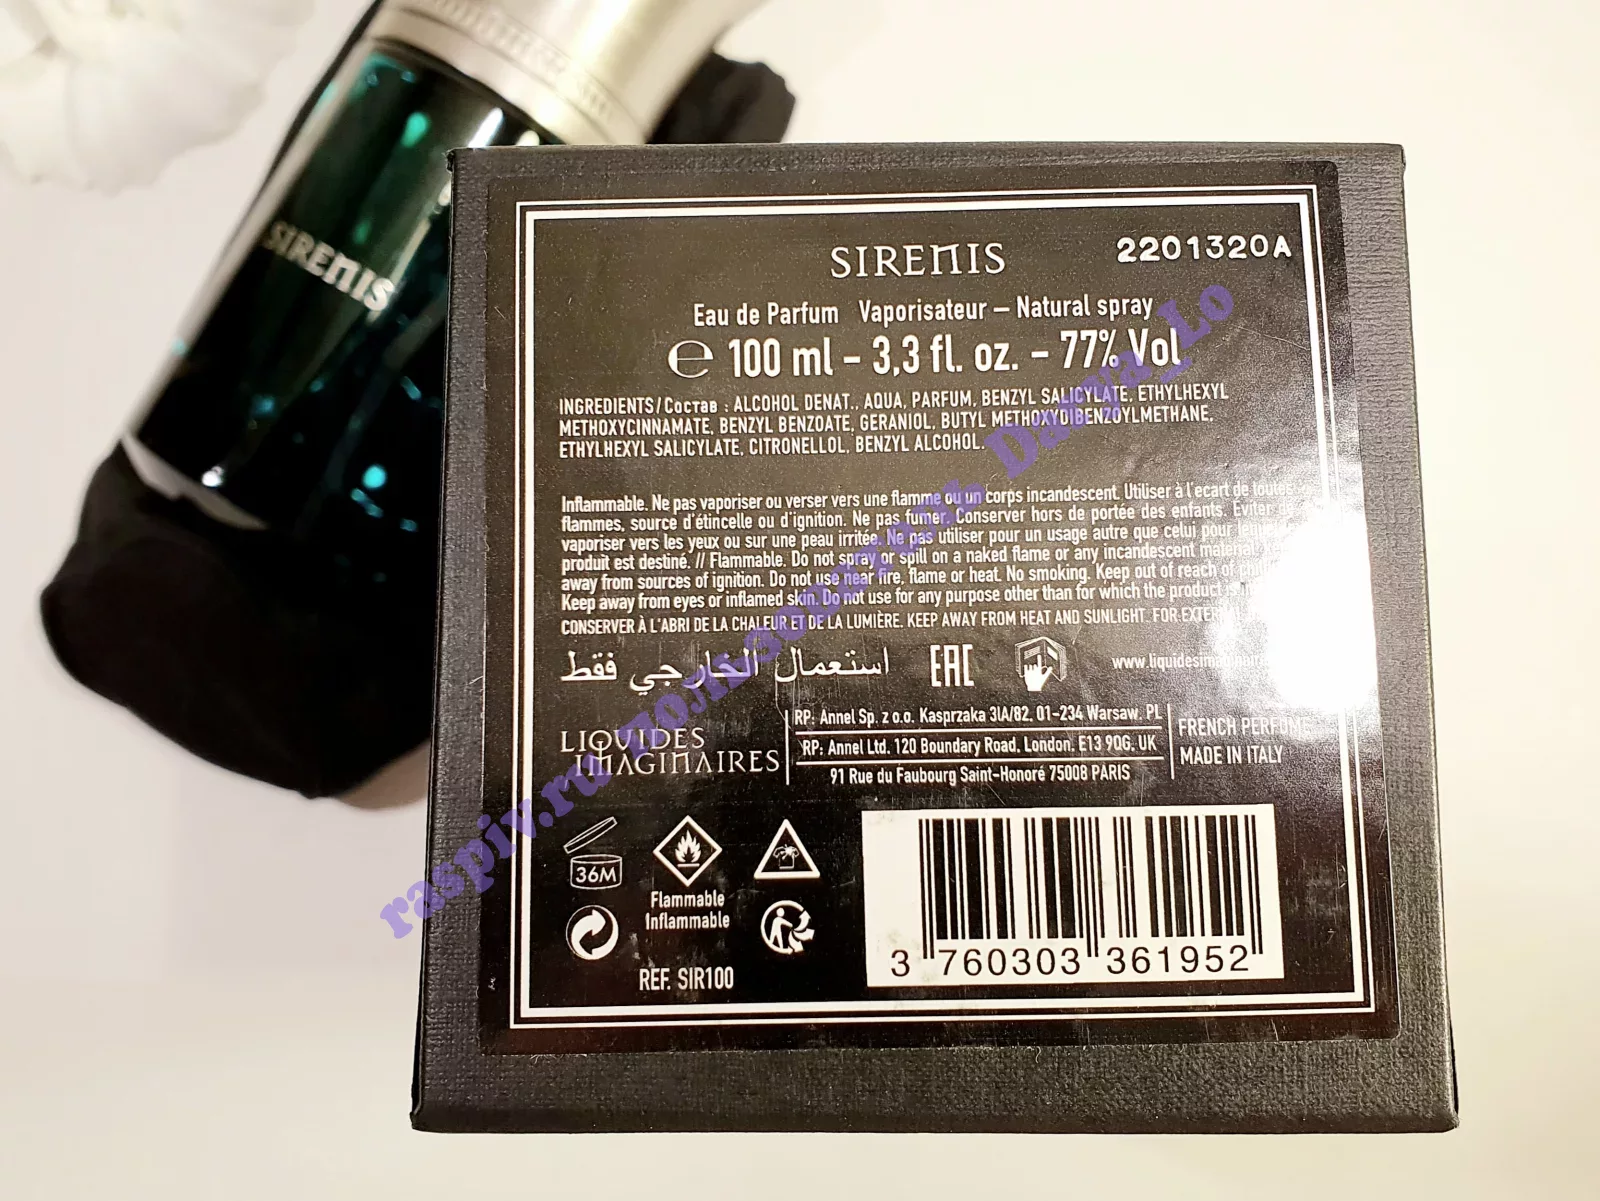 SIRENIS
SIRENIS
2201320A
Eau de Parfum Vaporisateur – Natural spray
℮ 100 ml – 3,3 fl. oz. – 77% Vol
INGREDIENTS/Состав : ALCOHOL DENAT., AQUA, PARFUM, BENZYL SALICYLATE, ETHYLHEXYL
METHOXYCINNAMATE, BENZYL BENZOATE, GERANIOL, BUTYL METHOXYDIBENZOYLMETHANE,
ETHYLHEXYL SALICYLATE, CITRONELLOL, BENZYL ALCOHOL.
Inflammable. Ne pas vaporiser ou verser vers une flamme ou un corps incandescent. Utiliser à l'écart de toutes
flammes, source d'étincelle ou d'ignition. Ne pas fumer. Conserver hors de portée des enfants. Eviter de
vaporiser vers les yeux ou sur une peau irritée. Ne pas utiliser pour un usage autre que celui pour lequel
produit est destiné. // Flammable. Do not spray or spill on a naked flame or any incandescent material.
away from sources of ignition. Do not use near fire, flame or heat. No smoking. Keep out of reach of
Keep away from eyes or inflamed skin. Do not use for any purpose other than for which the product is
CONSERVER À L'ABRI DE LA CHALEUR ET DE LA LUMIÈRE. KEEP AWAY FROM HEAT AND SUNLIGHT. FOR
استعمال الخارجي فقط
EAC
www.liquidesimaginaire
LIQUIDES
IMAGINAIRES
RP: Annel Sp. z o.o. Kasprzaka 31A/82, 01-234 Warsaw. PL
RP: Annel Ltd. 120 Boundary Road, London, E13 9QG, UK
91 Rue du Faubourg Saint-Honoré 75008 PARIS
FRENCH PERFUME
MADE IN ITALY
36M
Flammable
Inflammable
REF. SIR100
3 760303 361952
raspiv.ru пользователь Darya_Lo